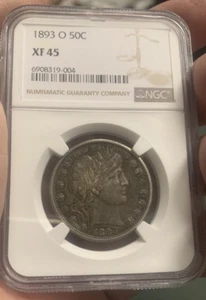 1893 O 50C
XF 45
6908319-004
NUMISMATIC GUARANTY COMPANY
NGC